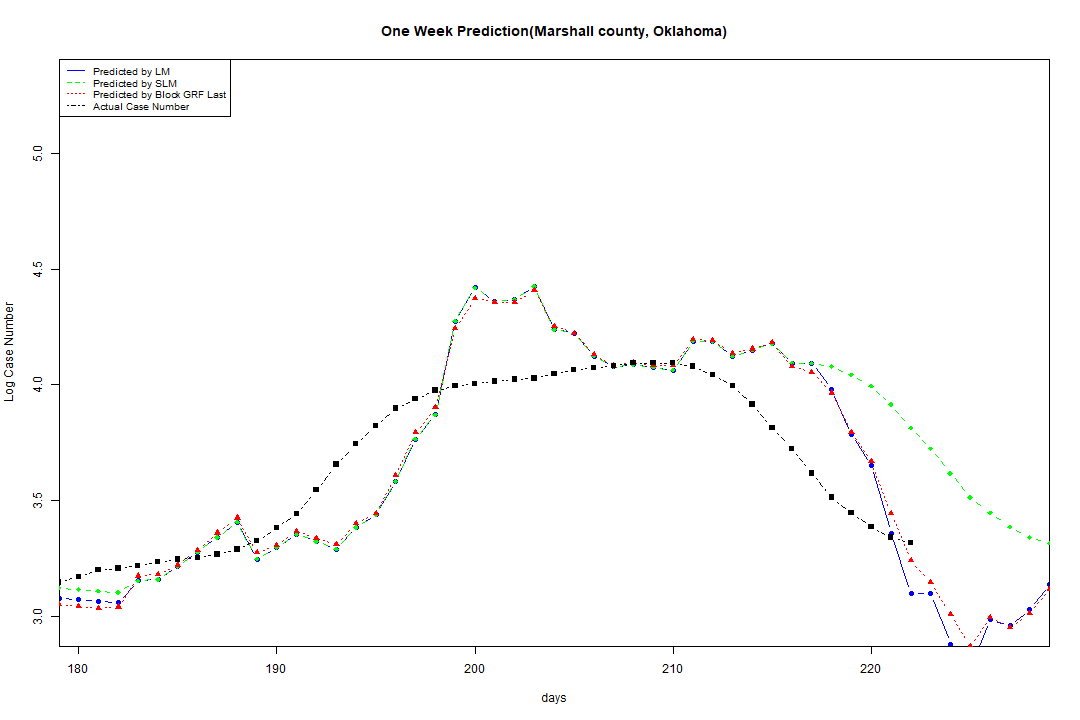 One Week Prediction(Marshall county, Oklahoma)
Predicted by LM
Predicted by SLM
Predicted by Block GRF Last
Actual Case Number
5.0
4.5
4.0
3.5
3.0
Log Case Number
180 190 200 210 220
days